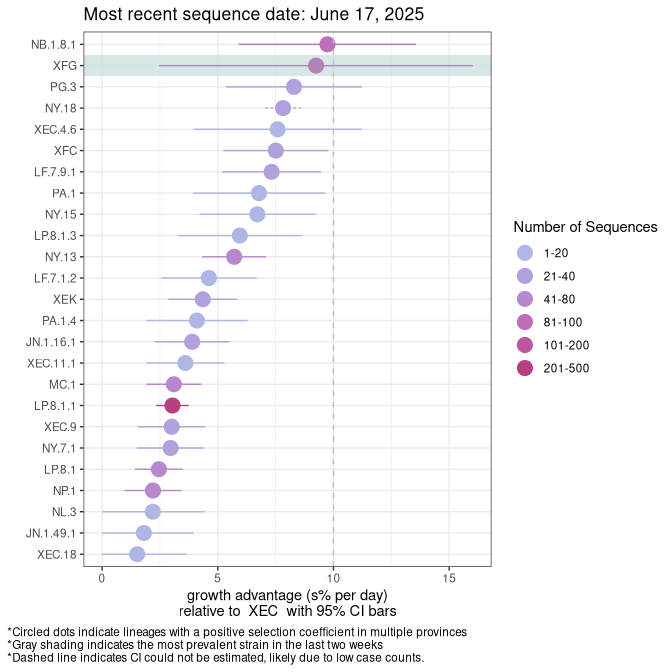 Most recent sequence date: June 17, 2025
NB.1.8.1
XFG
PG.3
NY.18
XEC.4.6
XFC
LF.7.9.1
PA.1
NY.15
LP.8.1.3
NY.13
LF.7.1.2
XEK
PA.1.4
JN.1.16.1
XEC.11.1
MC.1
LP.8.1.1
XEC.9
NY.7.1
LP.8.1
NP.1
NL.3
JN.1.49.1
XEC.18
0 5 10 15
growth advantage (s% per day)
relative to XEC with 95% CI bars
Number of Sequences
1-20
21-40
41-80
81-100
101-200
201-500
*Circled dots indicate lineages with a positive selection coefficient in multiple provinces
*Gray shading indicates the most prevalent strain in the last two weeks
*Dashed line indicates CI could not be estimated, likely due to low case counts.